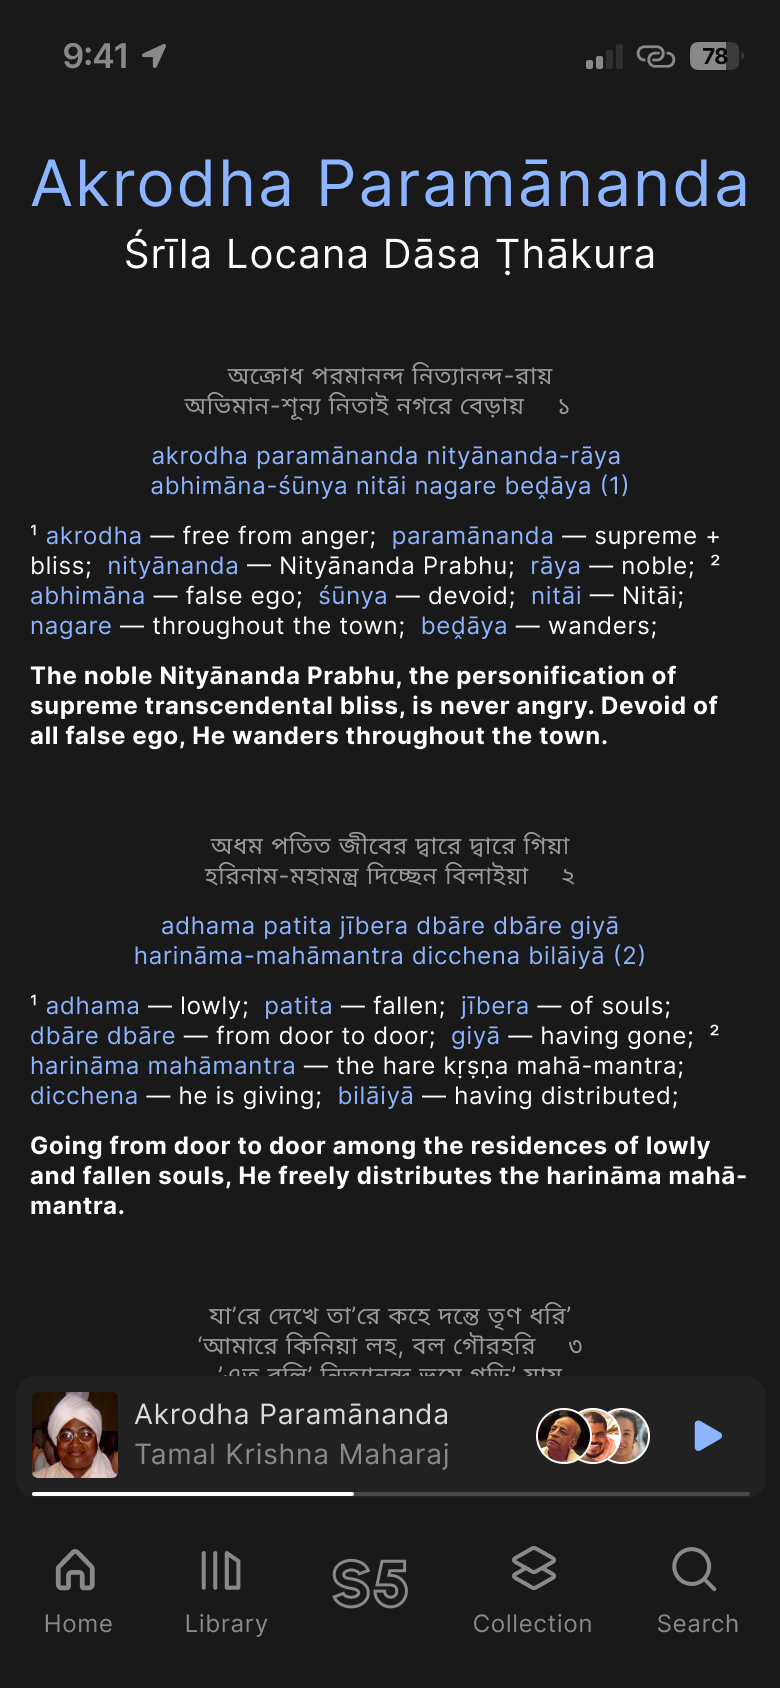 9:41
78
Akrodha Paramānanda
Śrīla Locana Dāsa Ṭhākura
অক্রোধ পরমানন্দ নিত্যানন্দ-রায়
অভিমান-শূন্য নিতাই নগরে বেড়ায় ১
akrodha paramānanda nityānanda-rāya
abhimāna-śūnya nitāi nagare beḓāya (1)
¹ akrodha — free from anger; paramānanda — supreme +
bliss; nityānanda — Nityānanda Prabhu; rāya — noble; ²
abhimāna — false ego; śūnya — devoid; nitāi — Nitāi;
nagare — throughout the town; beḓāya — wanders;
The noble Nityānanda Prabhu, the personification of
supreme transcendental bliss, is never angry. Devoid of
all false ego, He wanders throughout the town.
অধম পতিত জীবের দ্বারে দ্বারে গিয়া
হরিনাম-মহামন্ত্র দিচ্ছেন বিলাইয়া ২
adhama patita jībera dbāre dbāre giyā
harināma-mahāmantra dicchena bilāiyā (2)
¹ adhama — lowly; patita — fallen; jībera — of souls;
dbāre dbāre — from door to door; giyā — having gone; ²
harināma mahāmantra — the hare kṛṣṇa mahā-mantra;
dicchena — he is giving; bilāiyā — having distributed;
Going from door to door among the residences of lowly
and fallen souls, He freely distributes the harināma mahā-
mantra.
যা’রে দেখে তা’রে কহে দন্তে তৃণ ধরি’
‘আমারে কিনিয়া লহ, বল গৌরহরি ৩
Akrodha Paramānanda
Tamal Krishna Maharaj
Home
Library
S5
Collection
Search